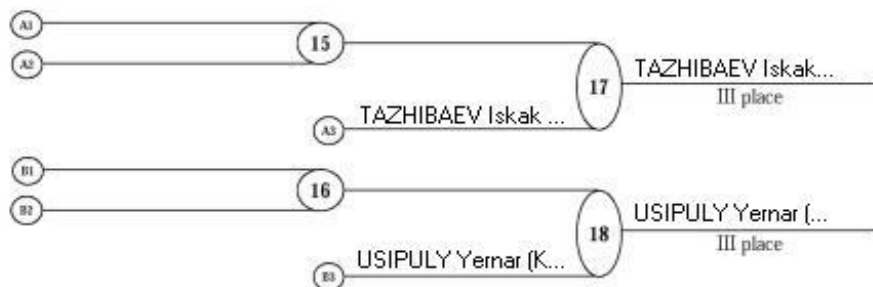 A1
15
A2
TAZHIBAEV Iskak...
17
III place
TAZHIBAEV Iskak ...
A3
B1
16
B2
USIPULY Yernar (...
18
III place
USIPULY Yernar (K...
B3